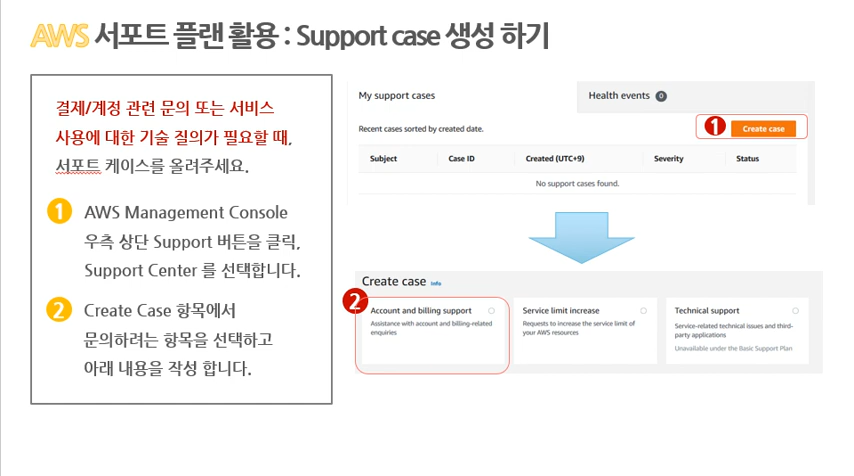 AWS 서포트 플랜 활용 : Support case 생성 하기
결제/계정 관련 문의 또는 서비스
사용에 대한 기술 질의가 필요할 때,
서포트 케이스를 올려주세요.
1 AWS Management Console
우측 상단 Support 버튼을 클릭,
Support Center 를 선택합니다.
2 Create Case 항목에서
문의하려는 항목을 선택하고
아래 내용을 작성 합니다.
My support cases Health events 0
Recent cases sorted by created date. 1 Create case
Subject Case ID Created (UTC+9) Severity Status
No support cases found.
Create case Info
2
Account and billing support
Assistance with account and billing-related
enquiries
Service limit increase
Requests to increase the service limit of
your AWS resources
Technical support
Service-related technical issues and third-
party applications
Unavailable under the Basic Support Plan